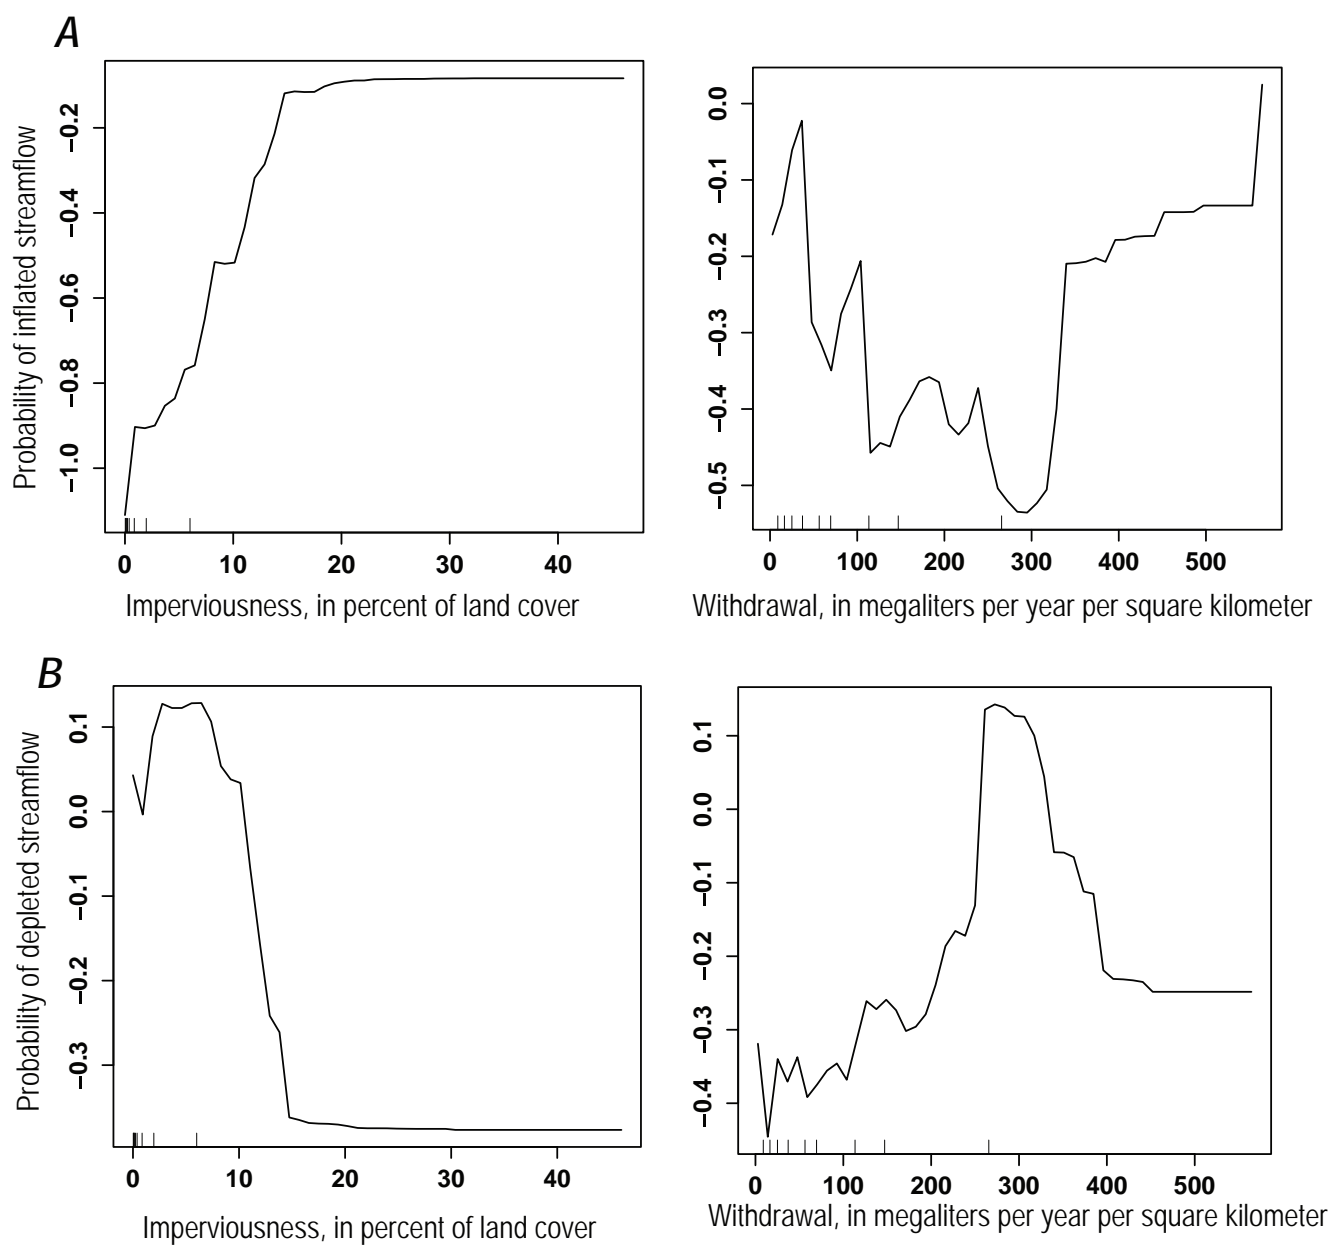 A
Probability of inflated streamflow
−0.2
−0.4
−0.6
−0.8
−1.0
0 10 20 30 40
Imperviousness, in percent of land cover
0.0
−0.1
−0.2
−0.3
−0.4
−0.5
0 100 200 300 400 500
Withdrawal, in megaliters per year per square kilometer
B
Probability of depleted streamflow
0.1
0.0
−0.1
−0.2
−0.3
0 10 20 30 40
Imperviousness, in percent of land cover
0.1
0.0
−0.1
−0.2
−0.3
−0.4
0 100 200 300 400 500
Withdrawal, in megaliters per year per square kilometer